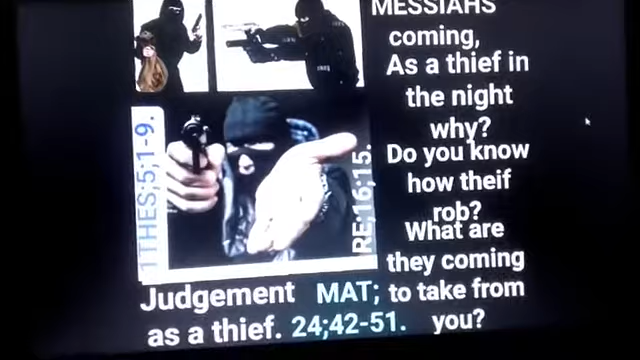 MESSIAHS
coming,
As a thief in
the night
why?
Do you know
how theif
rob?
What are
they coming
to take from
you?
1THES;5;1-9.
RE;16;15.
Judgement MAT;
as a thief. 24;42-51.